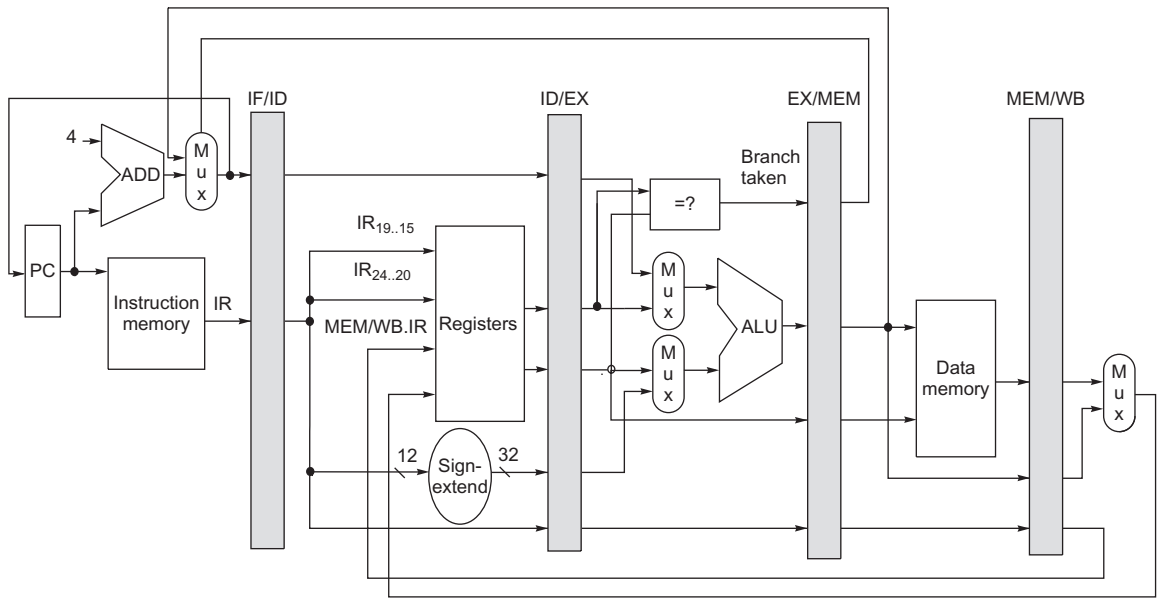 IF/ID
ID/EX
EX/MEM
MEM/WB
4
ADD
M
u
x
Branch
taken
=?
PC
Instruction
memory
IR
IR19..15
IR24..20
MEM/WB.IR
Registers
M
u
x
M
u
x
ALU
Data
memory
M
u
x
12
Sign-
extend
32